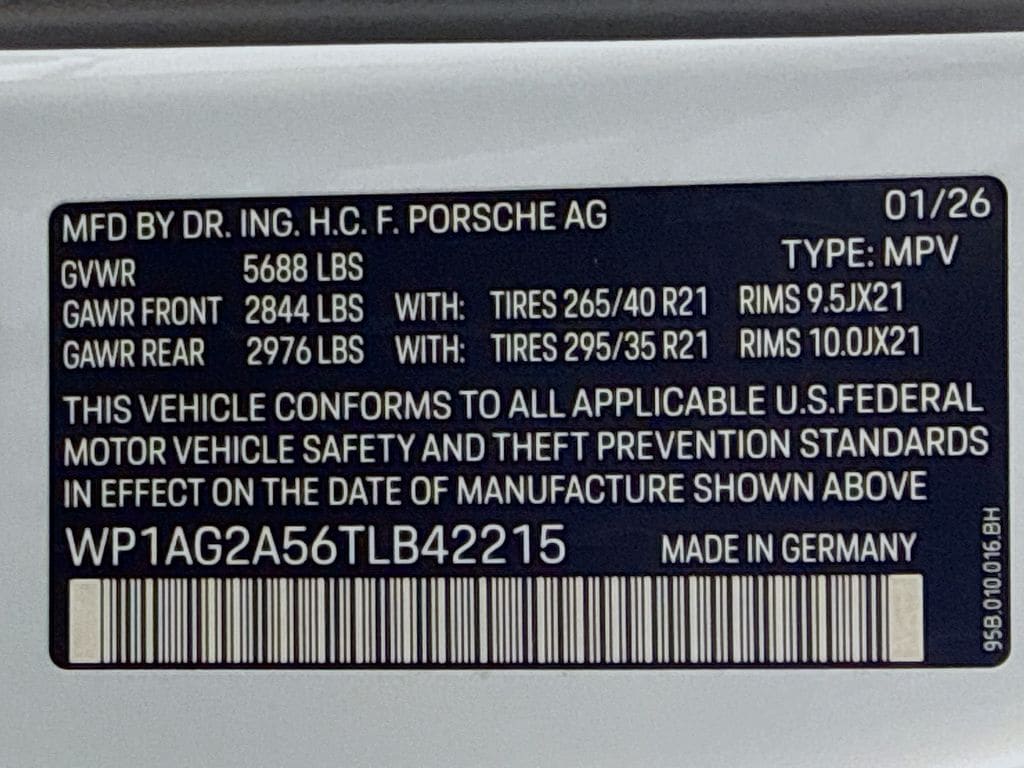 MFD BY DR. ING. H.C. F. PORSCHE AG 01/26
GVWR 5688 LBS TYPE: MPV
GAWR FRONT 2844 LBS WITH: TIRES 265/40 R21 RIMS 9.5JX21
GAWR REAR 2976 LBS WITH: TIRES 295/35 R21 RIMS 10.0JX21
THIS VEHICLE CONFORMS TO ALL APPLICABLE U.S.FEDERAL
MOTOR VEHICLE SAFETY AND THEFT PREVENTION STANDARDS
IN EFFECT ON THE DATE OF MANUFACTURE SHOWN ABOVE
WP1AG2A56TLB42215 MADE IN GERMANY
95B.010.016.BH